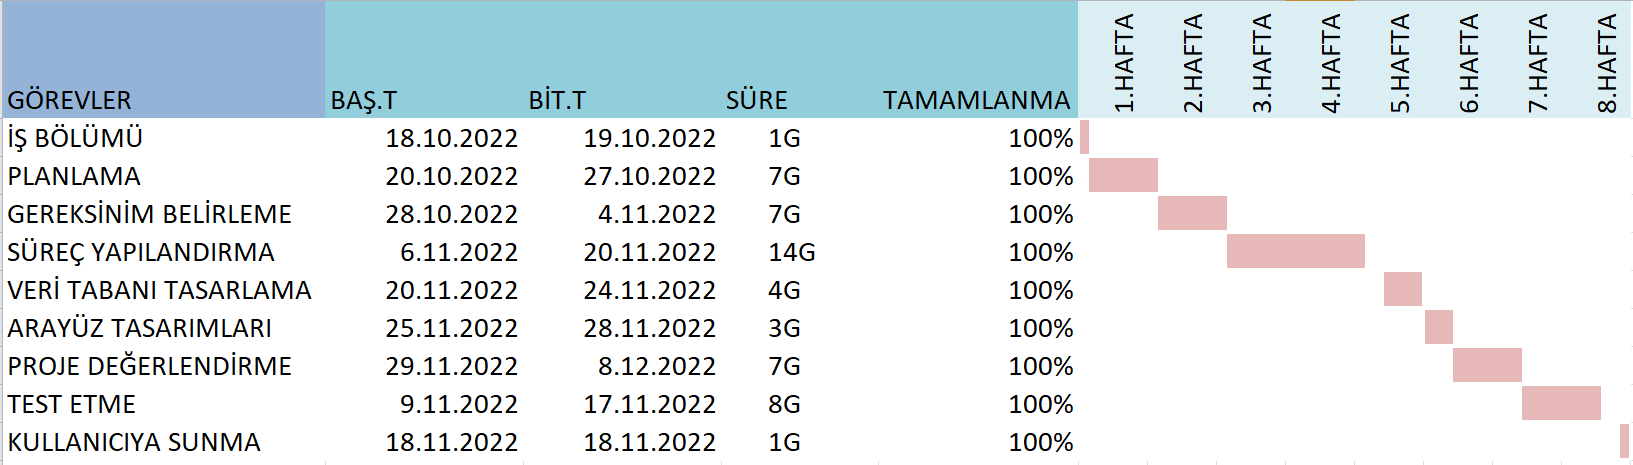 GÖREVLER BAŞ.T BİT.T SÜRE TAMAMLANMA 1.HAFTA 2.HAFTA 3.HAFTA 4.HAFTA 5.HAFTA 6.HAFTA 7.HAFTA 8.HAFTA
İŞ BÖLÜMÜ 18.10.2022 19.10.2022 1G 100%
PLANLAMA 20.10.2022 27.10.2022 7G 100%
GEREKSİNİM BELİRLEME 28.10.2022 4.11.2022 7G 100%
SÜREÇ YAPILANDIRMA 6.11.2022 20.11.2022 14G 100%
VERİ TABANI TASARLAMA 20.11.2022 24.11.2022 4G 100%
ARAYÜZ TASARIMLARI 25.11.2022 28.11.2022 3G 100%
PROJE DEĞERLENDİRME 29.11.2022 8.12.2022 7G 100%
TEST ETME 9.11.2022 17.11.2022 8G 100%
KULLANICIYA SUNMA 18.11.2022 18.11.2022 1G 100%